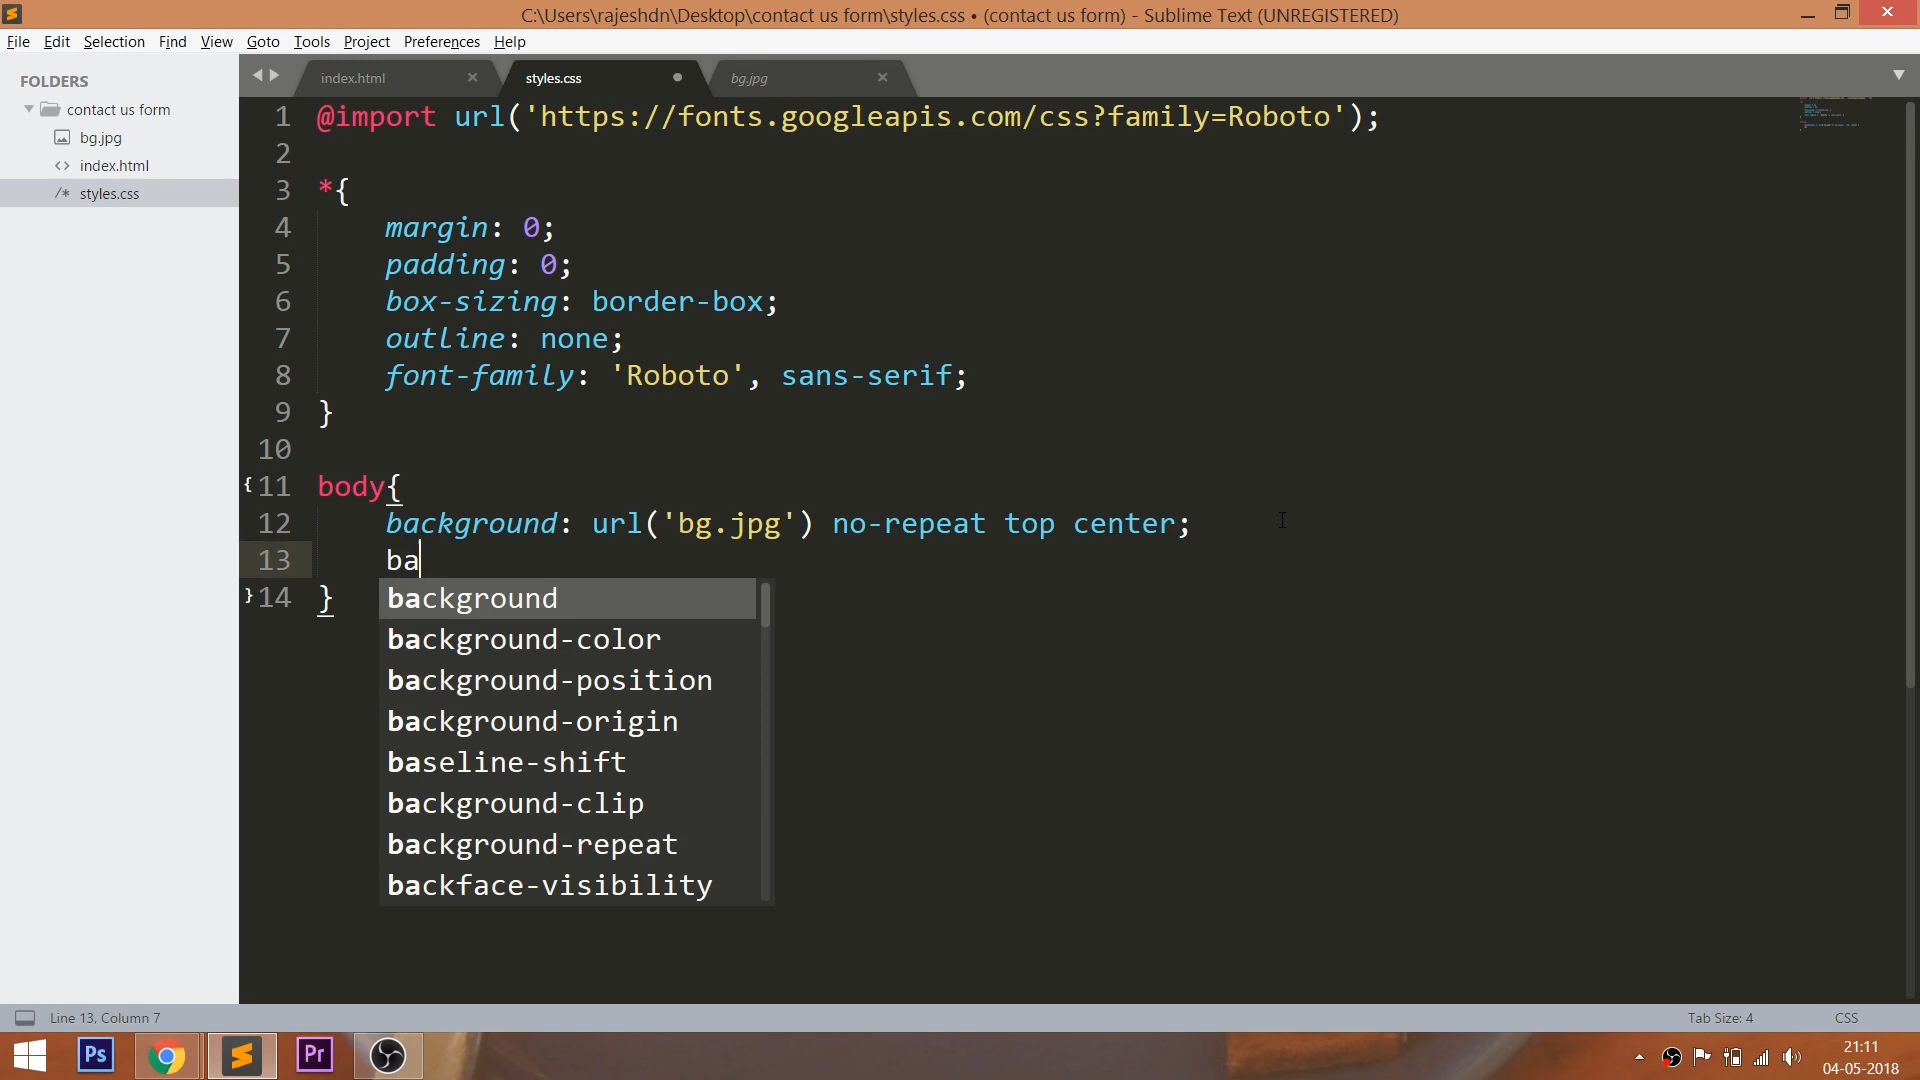 C:\Users\rajeshdn\Desktop\contact us form\styles.css • (contact us form) - Sublime Text (UNREGISTERED)
File Edit Selection Find View Goto Tools Project Preferences Help
FOLDERS
contact us form
bg.jpg
index.html
/* styles.css
index.html
styles.css
bg.jpg
1 @import url('https://fonts.googleapis.com/css?family=Roboto');
2
3 *{
4 margin: 0;
5 padding: 0;
6 box-sizing: border-box;
7 outline: none;
8 font-family: 'Roboto', sans-serif;
9 }
10
{ 11 body{
12 background: url('bg.jpg') no-repeat top center;
13 ba
} 14 }
background
background-color
background-position
background-origin
baseline-shift
background-clip
background-repeat
backface-visibility
Line 13, Column 7
Tab Size: 4
CSS
Ps
Pr
21:11
04-05-2018